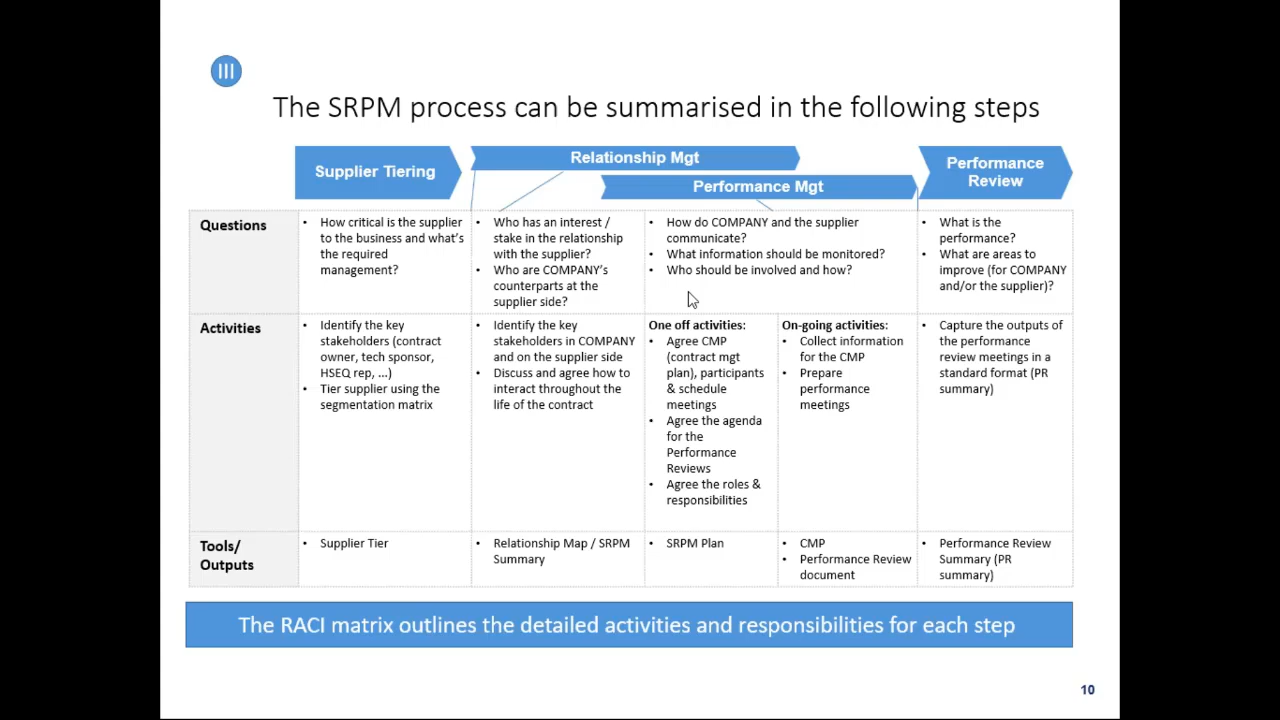 III
The SRPM process can be summarised in the following steps
Supplier Tiering
Relationship Mgt
Performance Mgt
Performance
Review
Questions
• How critical is the supplier
to the business and what's
the required
management?
• Who has an interest /
stake in the relationship
with the supplier?
• Who are COMPANY's
counterparts at the
supplier side?
• How do COMPANY and the supplier
communicate?
• What information should be monitored?
• Who should be involved and how?
• What is the
performance?
• What are areas to
improve (for COMPANY
and/or the supplier)?
Activities
• Identify the key
stakeholders (contract
owner, tech sponsor,
HSEQ rep, ...)
• Tier supplier using the
segmentation matrix
• Identify the key
stakeholders in COMPANY
and on the supplier side
• Discuss and agree how to
interact throughout the
life of the contract
One off activities:
• Agree CMP
(contract mgt
plan), participants
& schedule
meetings
• Agree the agenda
for the
Performance
Reviews
• Agree the roles &
responsibilities
On-going activities:
• Collect information
for the CMP
• Prepare
performance
meetings
• Capture the outputs of
the performance
review meetings in a
standard format (PR
summary)
Tools/
Outputs
• Supplier Tier
• Relationship Map / SRPM
Summary
• SRPM Plan
• CMP
• Performance Review
document
• Performance Review
Summary (PR
summary)
The RACI matrix outlines the detailed activities and responsibilities for each step
10